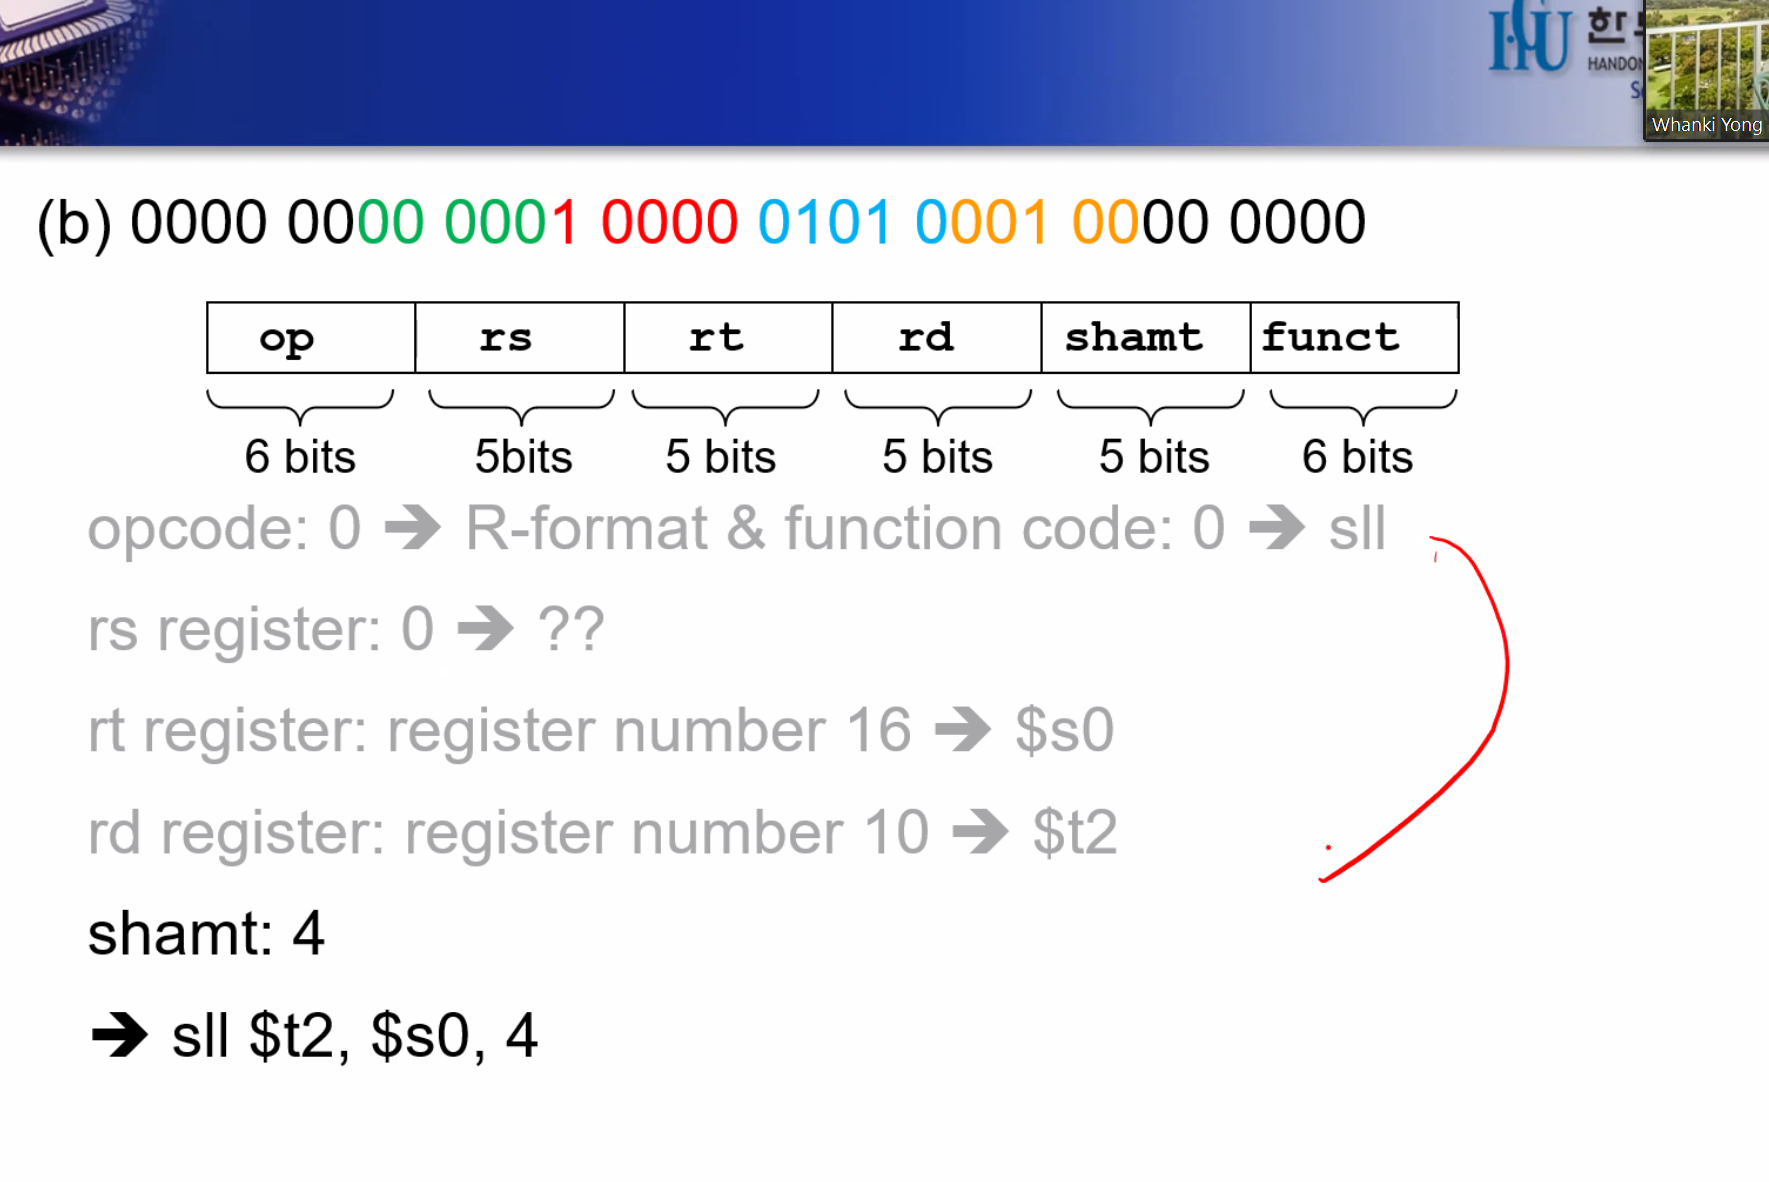 한
HANDON
S
Whanki Yong
(b) 0000 0000 0001 0000 0101 0001 0000 0000
op rs rt rd shamt funct
6 bits 5bits 5 bits 5 bits 5 bits 6 bits
opcode: 0 ➔ R-format & function code: 0 ➔ sll
rs register: 0 ➔ ??
rt register: register number 16 ➔ $s0
rd register: register number 10 ➔ $t2
shamt: 4
➔ sll $t2, $s0, 4